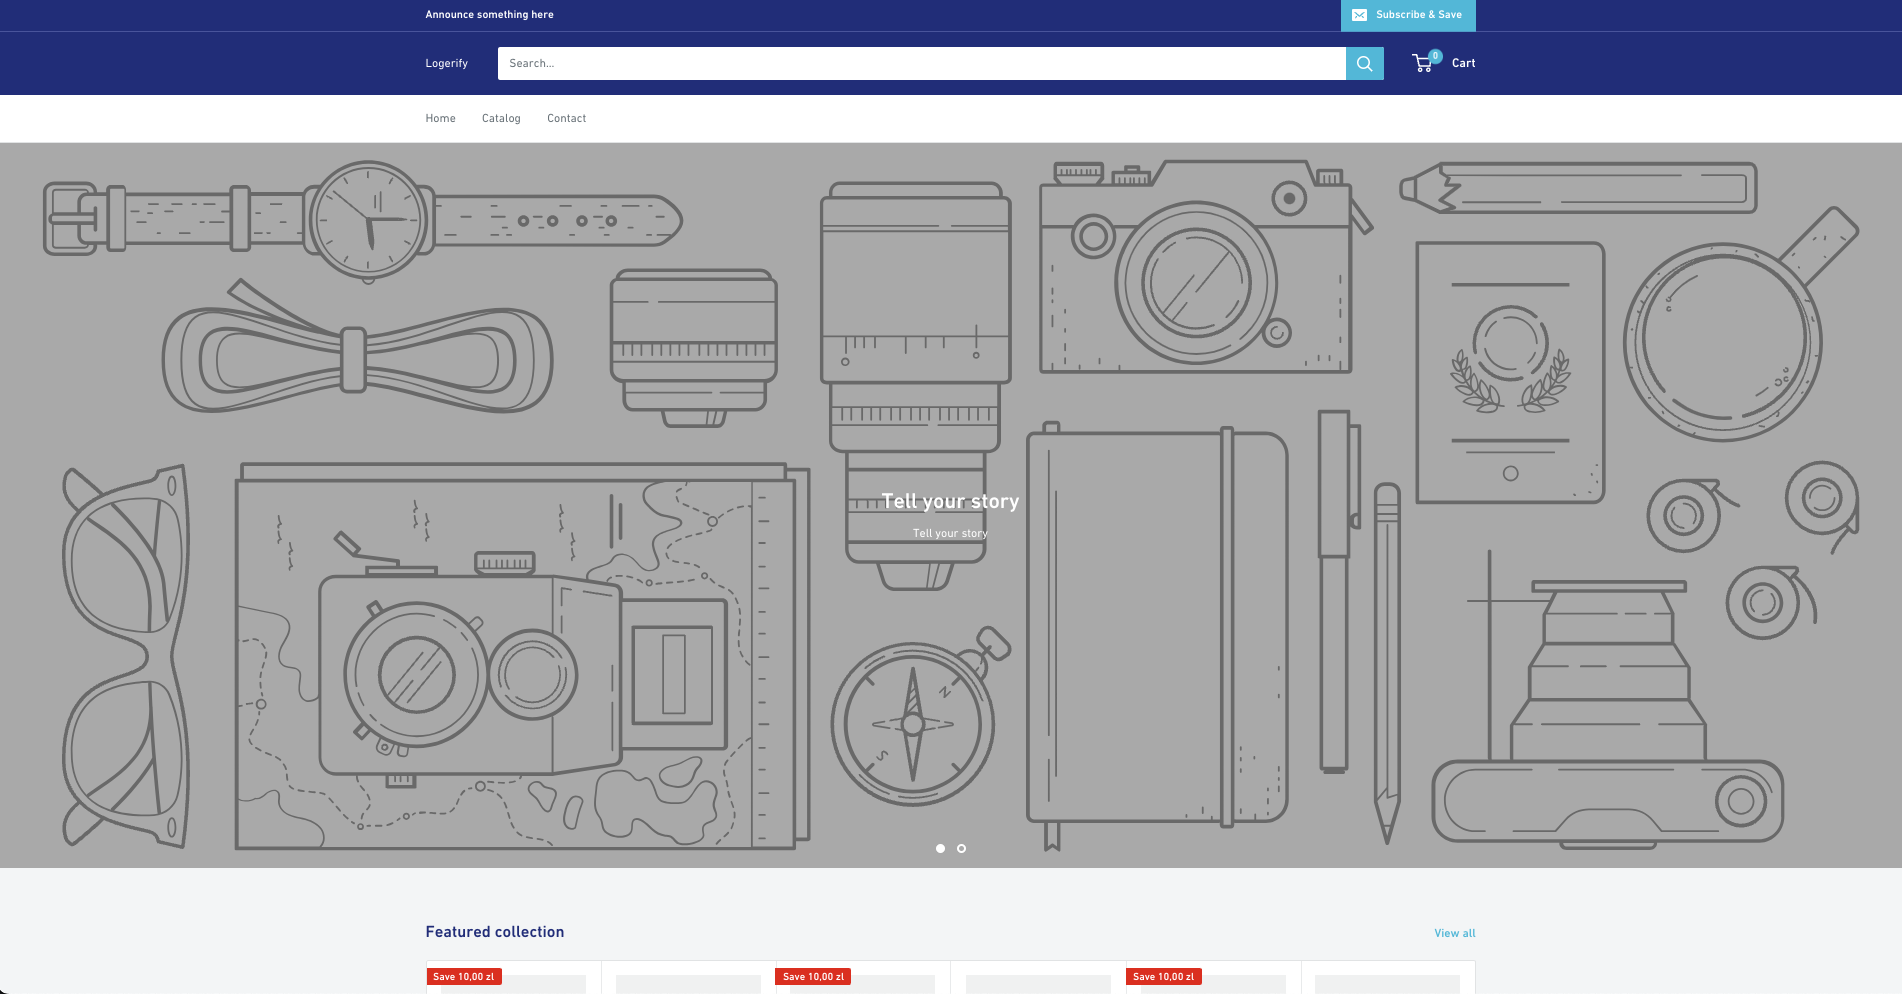 Announce something here
Subscribe & Save
Logerify
Search...
0
Cart
Home
Catalog
Contact
N
S
Tell your story
Tell your story
Featured collection
View all
Save 10,00 zl
Save 10,00 zl
Save 10,00 zl